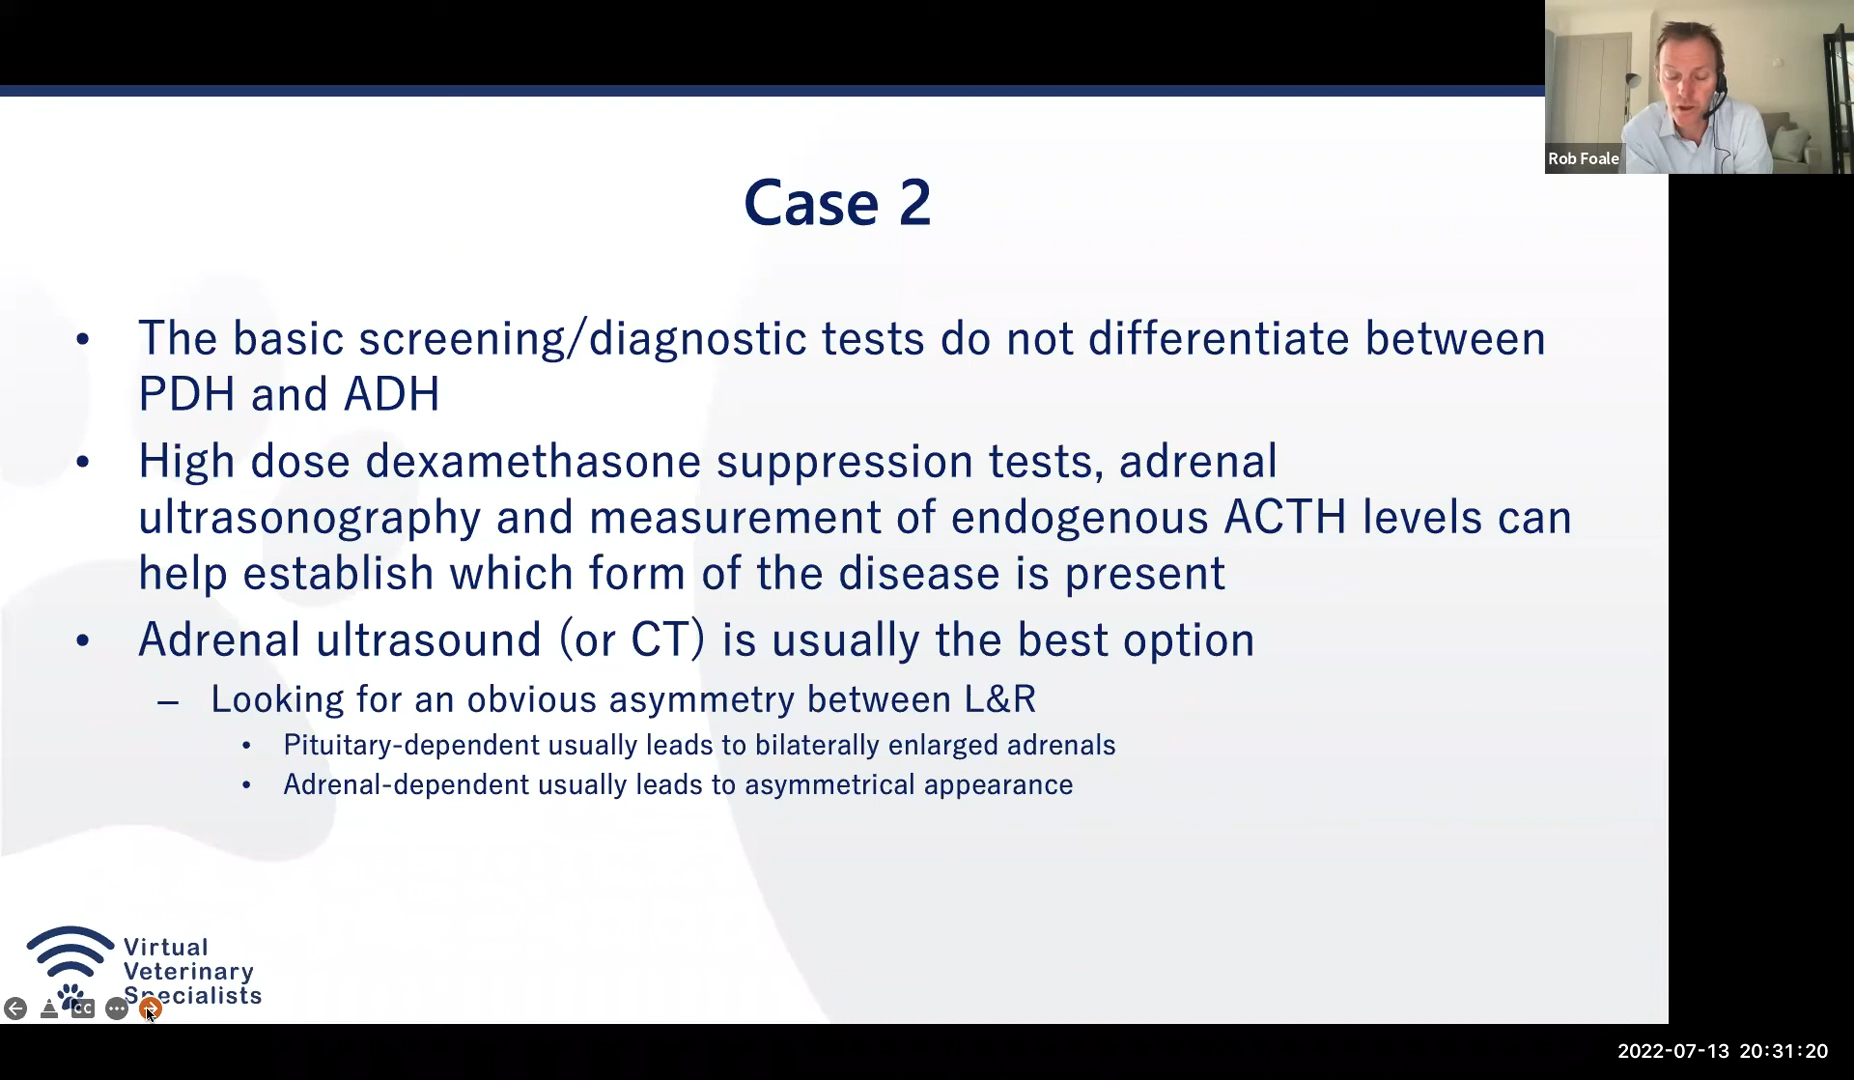 Rob Foale
Case 2
• The basic screening/diagnostic tests do not differentiate between
PDH and ADH
• High dose dexamethasone suppression tests, adrenal
ultrasonography and measurement of endogenous ACTH levels can
help establish which form of the disease is present
• Adrenal ultrasound (or CT) is usually the best option
– Looking for an obvious asymmetry between L&R
• Pituitary-dependent usually leads to bilaterally enlarged adrenals
• Adrenal-dependent usually leads to asymmetrical appearance
Virtual
Veterinary
Specialists
CC
2022-07-13 20:31:20